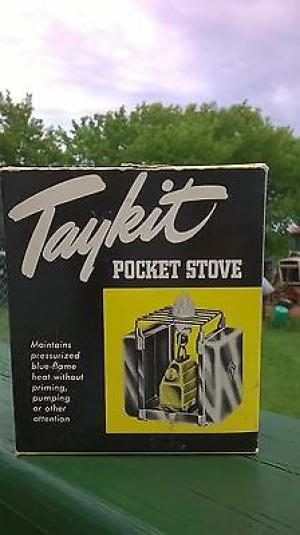 Taykit
POCKET STOVE
Maintains
pressurized
blue-flame
heat without
priming,
pumping
or other
attention